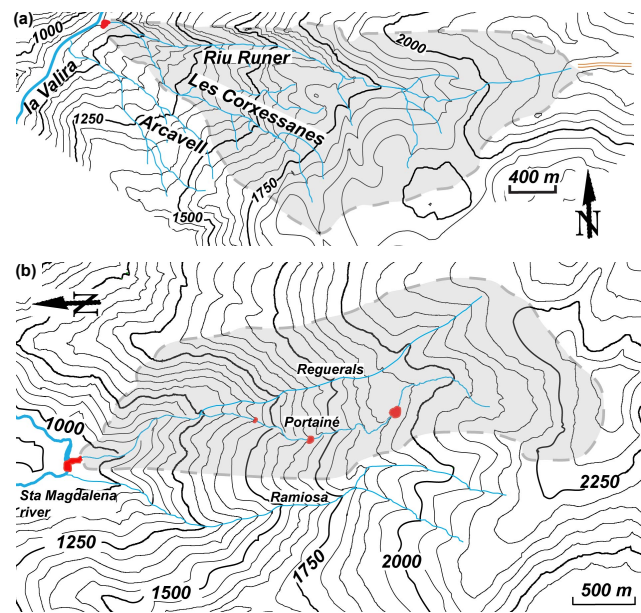 (a)
1000
2000
Riu Runer
la Valira
Les Corxessanes
1250
Arcavell
1750
400 m
1500
N
(b)
N
Reguerals
1000
Portainé
Sta Magdalena
river
Ramiosa
2250
1250
1750
2000
1500
500 m